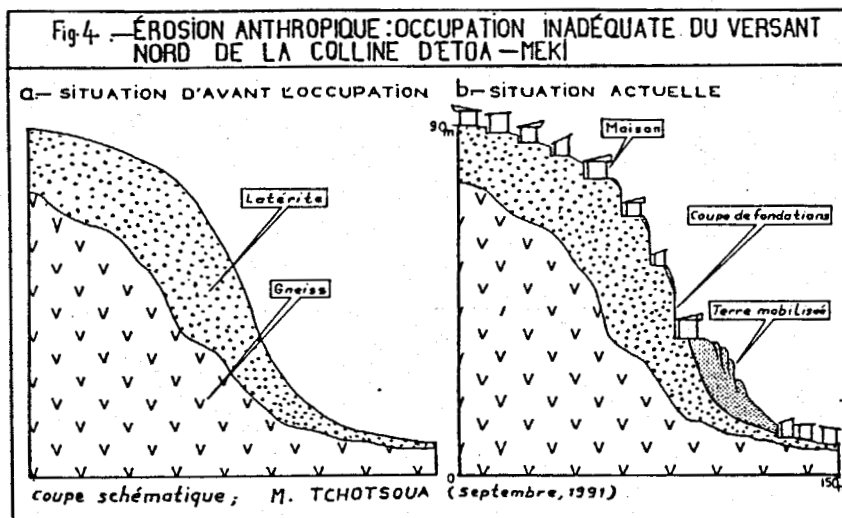 Fig. 4. — ÉROSION ANTHROPIQUE: OCCUPATION INADÉQUATE DU VERSANT
NORD DE LA COLLINE D'ETOA — MEKI
a.— SITUATION D'AVANT L'OCCUPATION
b.— SITUATION ACTUELLE
90m
Maison
Latérite
Coupe de fondations
Gneiss
Terre mobilisée
0
150
coupe schématique; M. TCHOTSOUA (septembre, 1991)